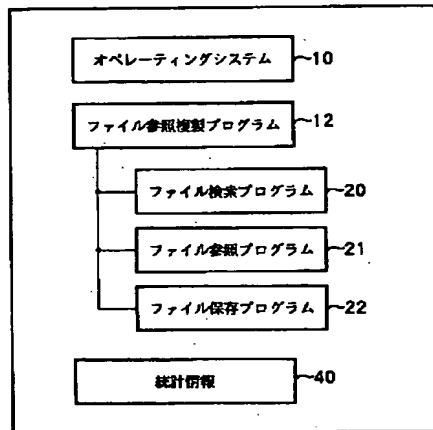 オペレーティングシステム 10
ファイル参照複製プログラム 12
ファイル検索プログラム 20
ファイル参照プログラム 21
ファイル保存プログラム 22
統計情報 40